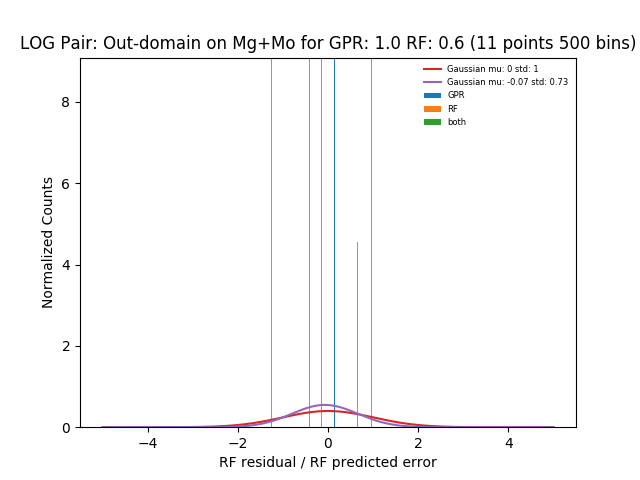 LOG Pair: Out-domain on Mg+Mo for GPR: 1.0 RF: 0.6 (11 points 500 bins)
Gaussian mu: 0 std: 1
Gaussian mu: -0.07 std: 0.73
GPR
RF
both
Normalized Counts
8
6
4
2
0
−4
−2
0
2
4
RF residual / RF predicted error